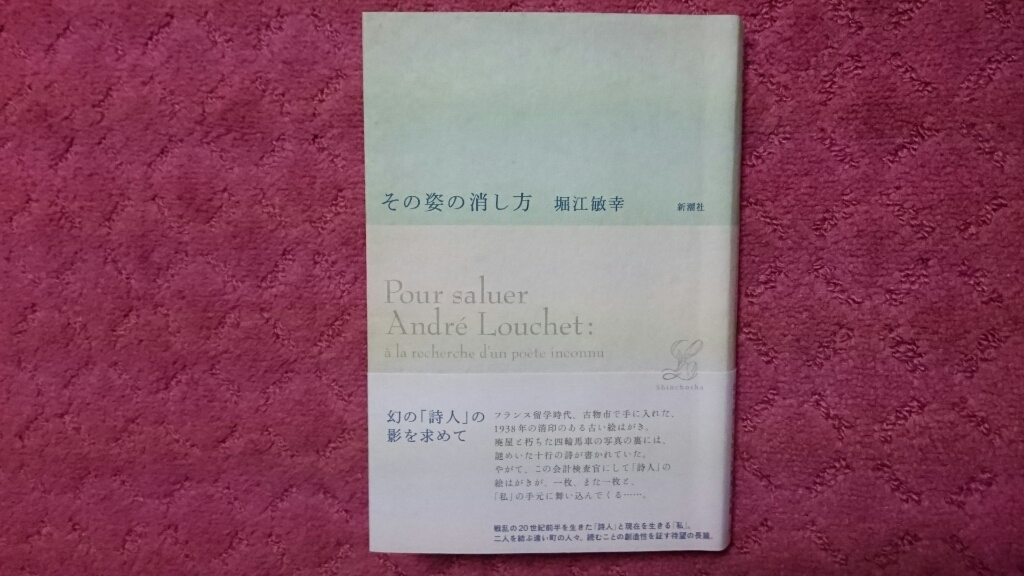 その姿の消し方 堀江敏幸 新潮社
Pour saluer
André Louchet:
à la recherche d'un poète inconnu
Shinchosha
幻の「詩人」の
影を求めて
フランス留学時代、古物市で手に入れた、
1938年の消印のある古い絵はがき。
廃屋と朽ちた四輪馬車の写真の裏には、
謎めいた十行の詩が書かれていた。
やがて、この会計検査官にして「詩人」の
絵はがきが、一枚、また一枚と、
「私」の手元に舞い込んでくる……。
戦乱の20世紀前半を生きた「詩人」と現在を生きる「私」。
二人を結ぶ遠い町の人々。読むことの創造性を証す待望の長篇。